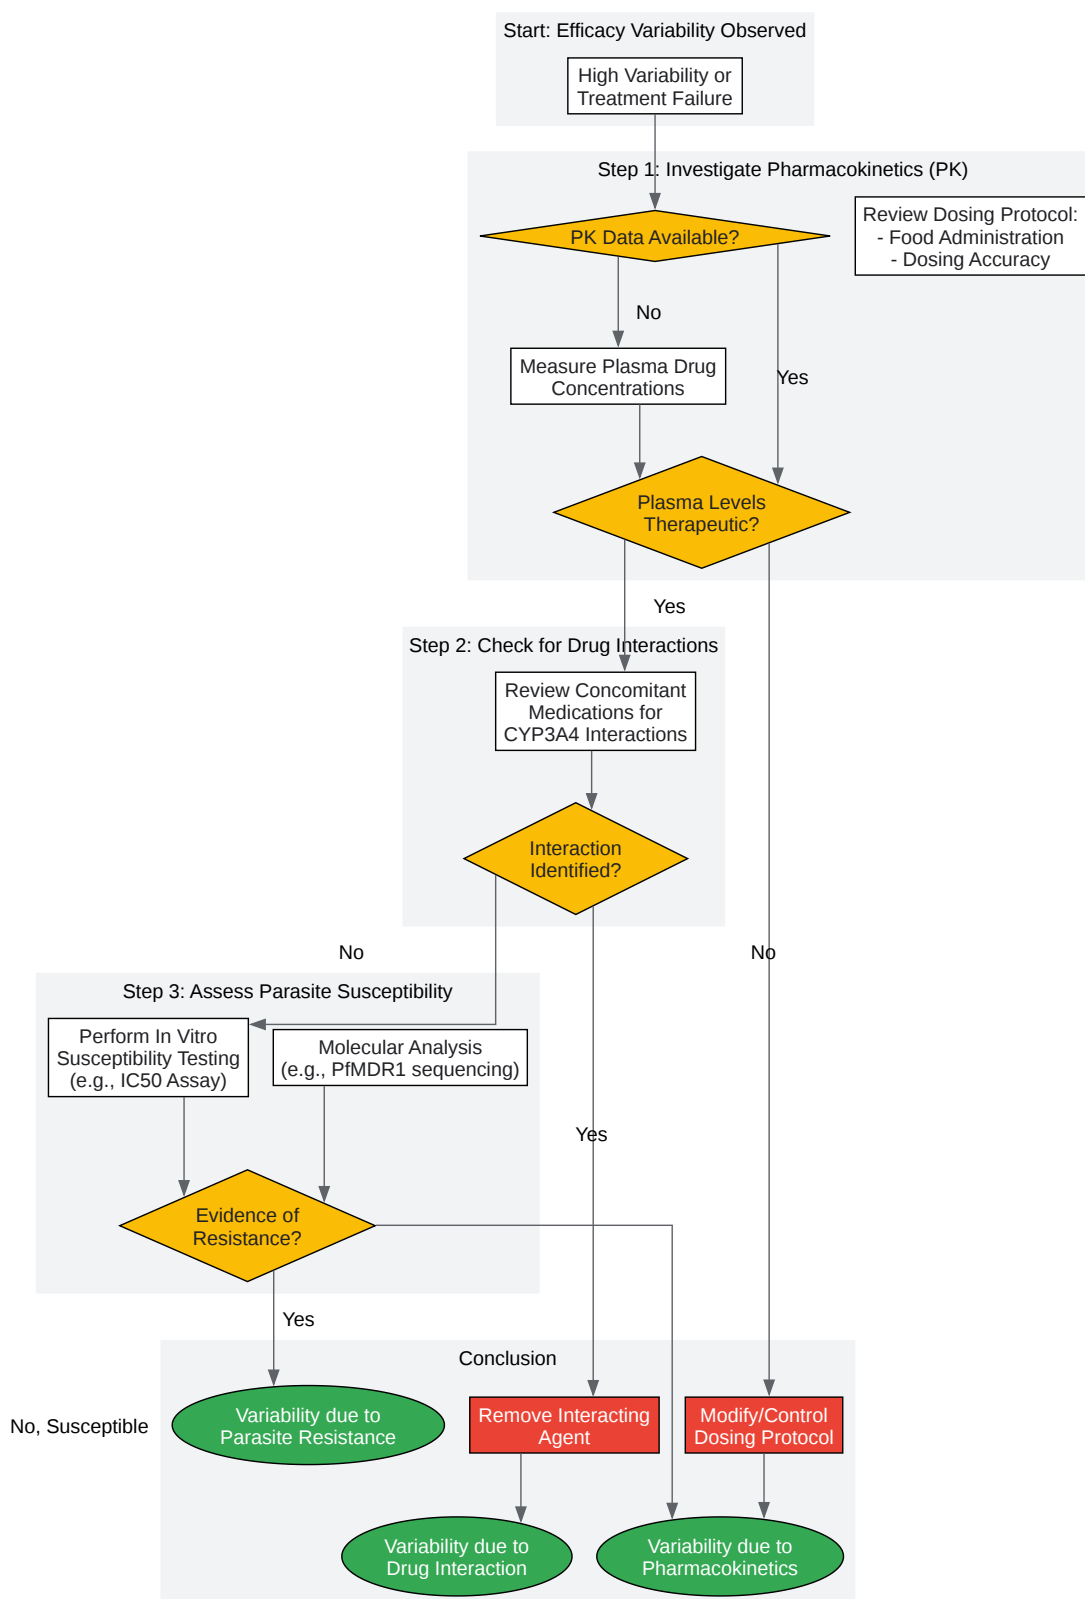 Start: Efficacy Variability Observed
High Variability or
Treatment Failure
Step 1: Investigate Pharmacokinetics (PK)
Review Dosing Protocol:
- Food Administration
- Dosing Accuracy
PK Data Available?
No
Measure Plasma Drug
Concentrations
Yes
Plasma Levels
Therapeutic?
Yes
Step 2: Check for Drug Interactions
Review Concomitant
Medications for
CYP3A4 Interactions
Interaction
Identified?
No
No
Step 3: Assess Parasite Susceptibility
Perform In Vitro
Susceptibility Testing
(e.g., IC50 Assay)
Molecular Analysis
(e.g., PfMDR1 sequencing)
Yes
Evidence of
Resistance?
Yes
Conclusion
No, Susceptible
Variability due to
Parasite Resistance
Remove Interacting
Agent
Modify/Control
Dosing Protocol
Variability due to
Drug Interaction
Variability due to
Pharmacokinetics